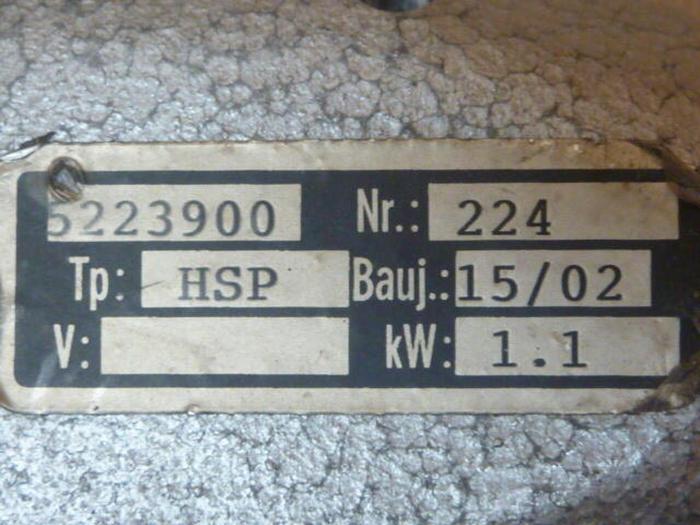 5223900 Nr.: 224
Tp: HSP Bauj.: 15/02
V: kW: 1.1